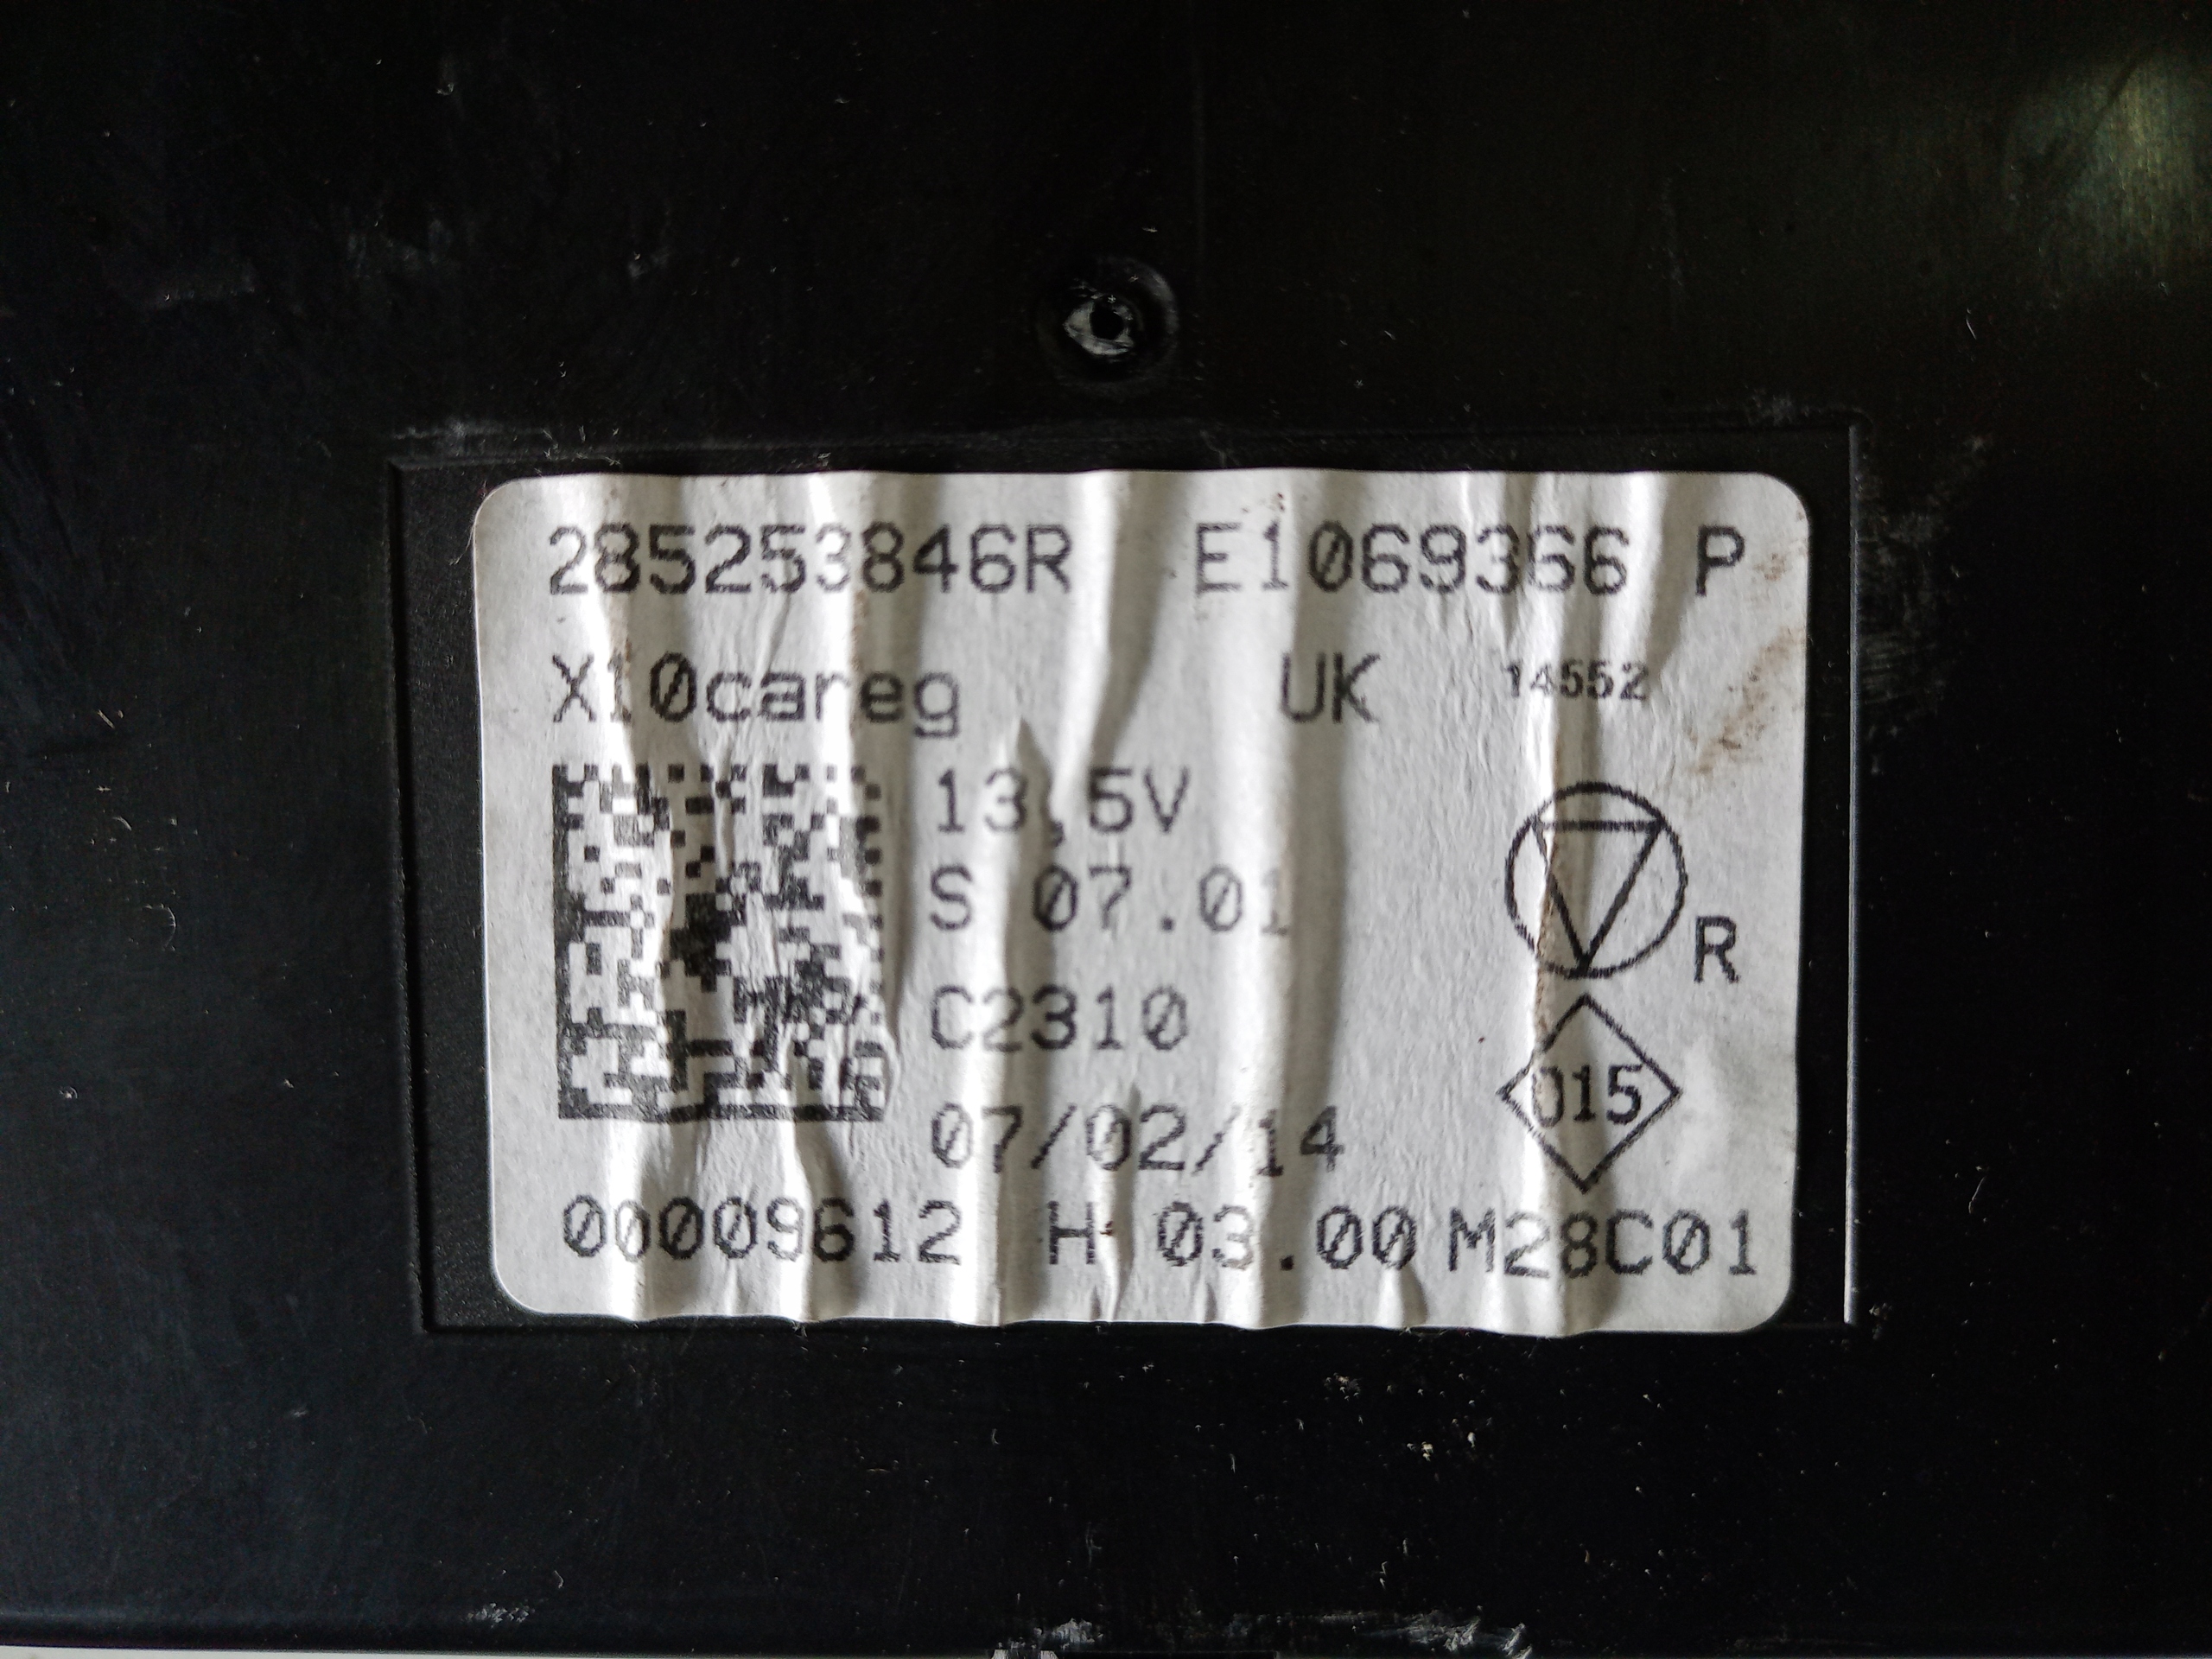 285253846R E1069366 P
X10careg UK 14552
13,5V
S 07.01
R
C2310
015
07/02/14
00009612 H 03.00 M28C01